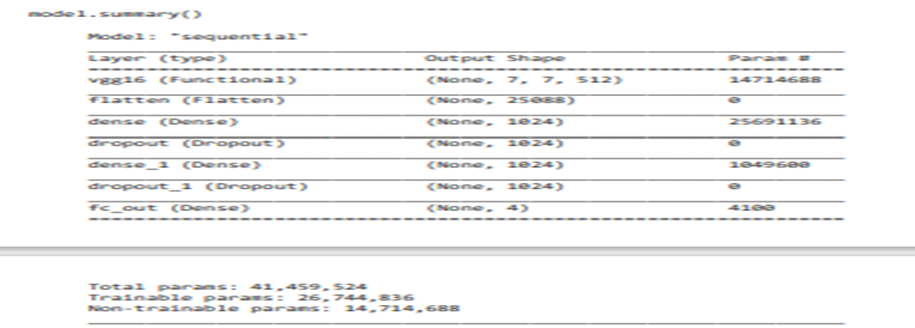 model.summary()
Model: "sequential"
Layer (type) Output Shape Param #
vgg16 (Functional) (None, 7, 7, 512) 14714688
flatten (Flatten) (None, 25088) 0
dense (Dense) (None, 1024) 25691136
dropout (Dropout) (None, 1024) 0
dense_1 (Dense) (None, 1024) 1049600
dropout_1 (Dropout) (None, 1024) 0
fc_out (Dense) (None, 4) 4100
Total params: 41,459,524
Trainable params: 26,744,836
Non-trainable params: 14,714,688